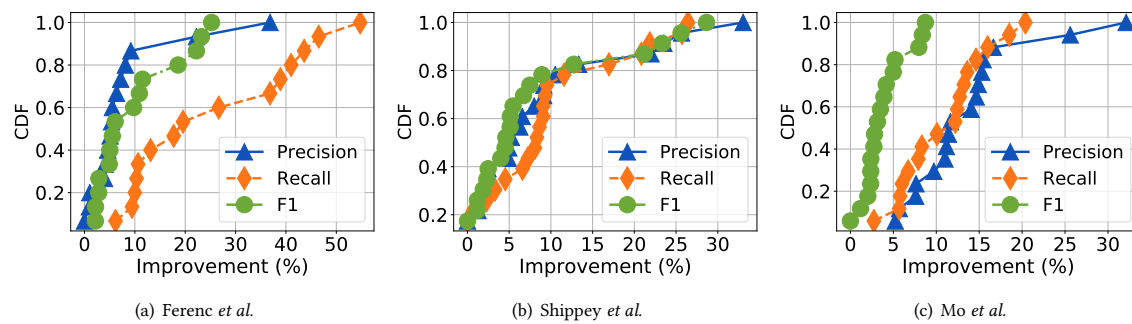 1.0
0.8
0.6
0.4
0.2
CDF
Precision
Recall
F1
0 10 20 30 40 50
Improvement (%)
(a) Ferenc et al.
1.0
0.8
0.6
0.4
0.2
CDF
Precision
Recall
F1
0 5 10 15 20 25 30
Improvement (%)
(b) Shippey et al.
1.0
0.8
0.6
0.4
0.2
CDF
Precision
Recall
F1
0 5 10 15 20 25 30
Improvement (%)
(c) Mo et al.